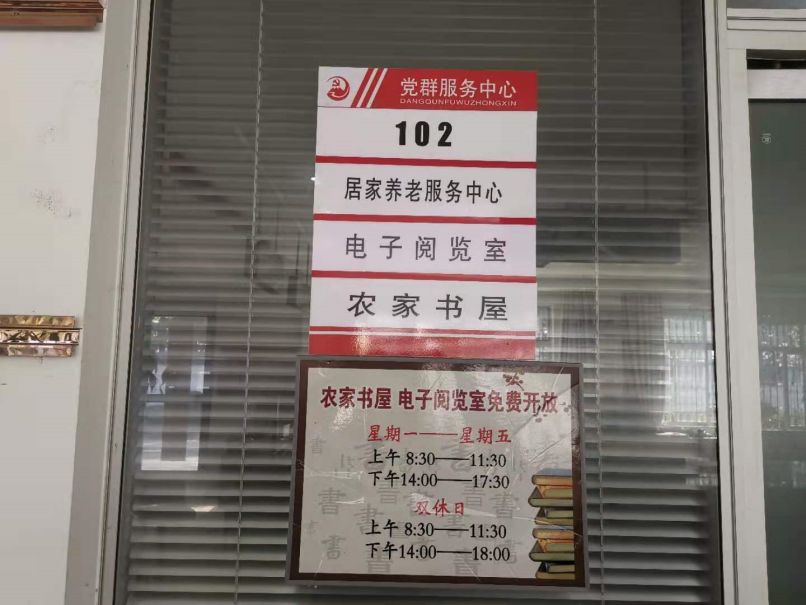 党群服务中心
DANGQUNFUWUZHONGXIN
102
居家养老服务中心
电子阅览室
农家书屋
农家书屋 电子阅览室免费开放
星期一——星期五
上午 8:30——11:30
下午14:00——17:30
双休日
上午 8:30——11:30
下午14:00——18:00